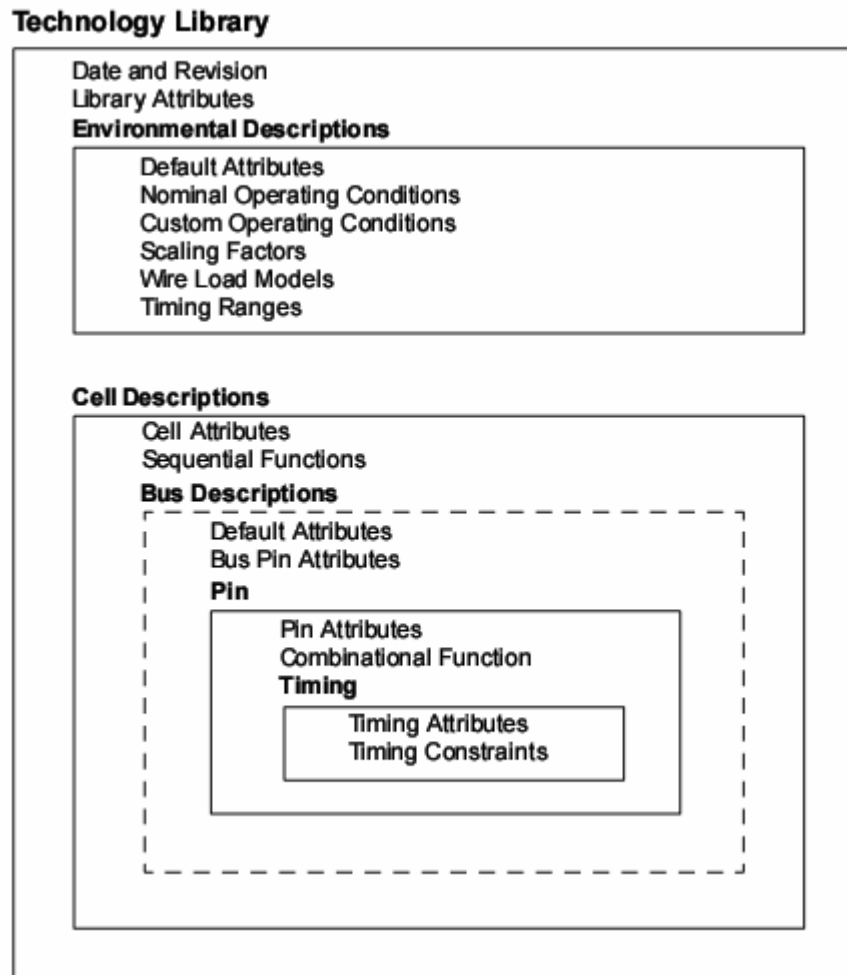 Technology Library
Date and Revision
Library Attributes
Environmental Descriptions
Default Attributes
Nominal Operating Conditions
Custom Operating Conditions
Scaling Factors
Wire Load Models
Timing Ranges
Cell Descriptions
Cell Attributes
Sequential Functions
Bus Descriptions
Default Attributes
Bus Pin Attributes
Pin
Pin Attributes
Combinational Function
Timing
Timing Attributes
Timing Constraints